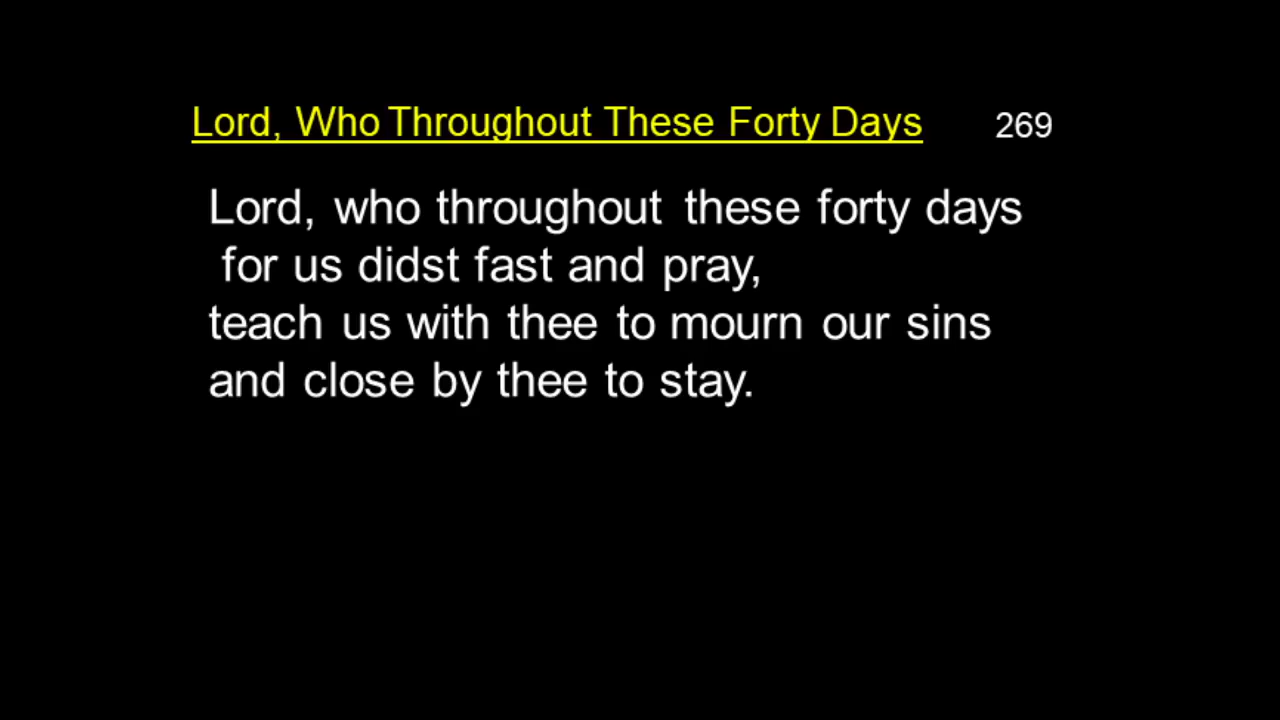 Lord, Who Throughout These Forty Days 269
Lord, who throughout these forty days
for us didst fast and pray,
teach us with thee to mourn our sins
and close by thee to stay.